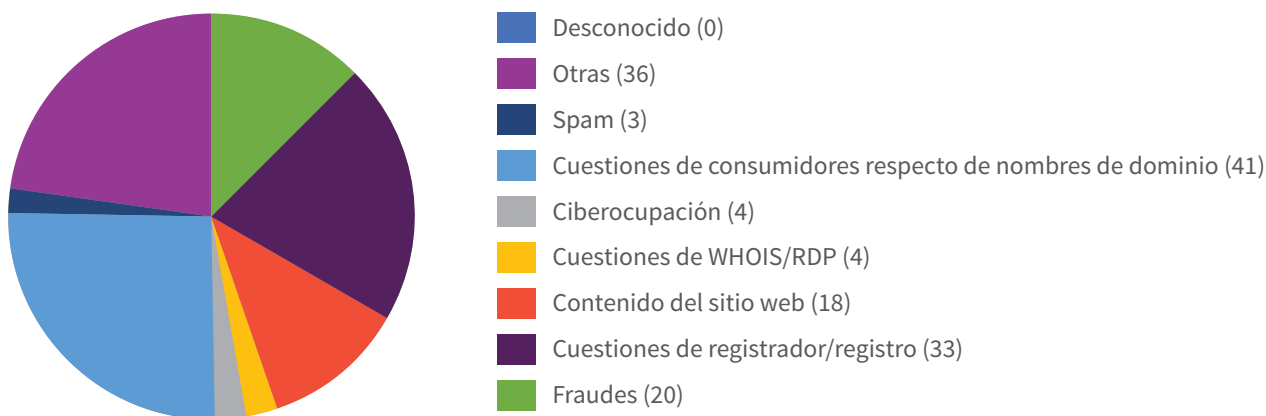 Desconocido (0)
Otras (36)
Spam (3)
Cuestiones de consumidores respecto de nombres de dominio (41)
Ciberocupación (4)
Cuestiones de WHOIS/RDP (4)
Contenido del sitio web (18)
Cuestiones de registrador/registro (33)
Fraudes (20)